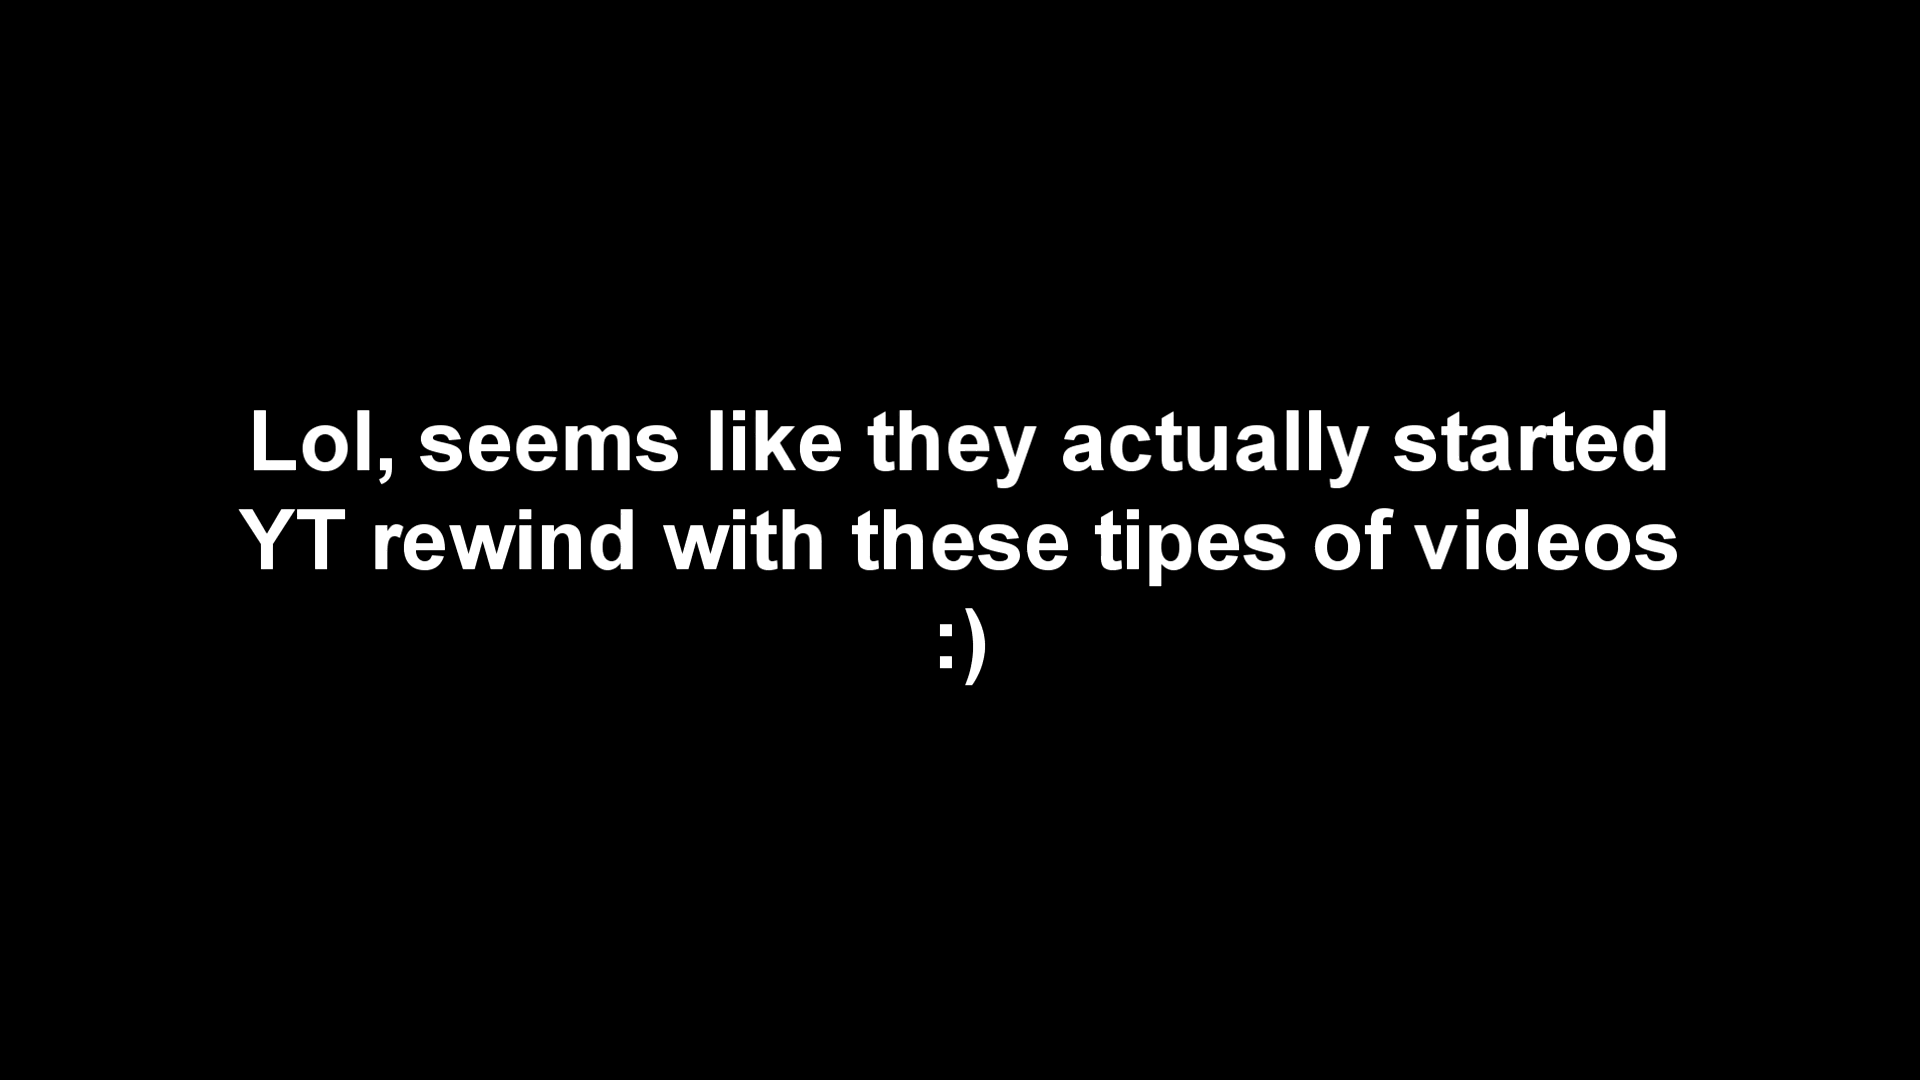 Lol, seems like they actually started
YT rewind with these tipes of videos
:)